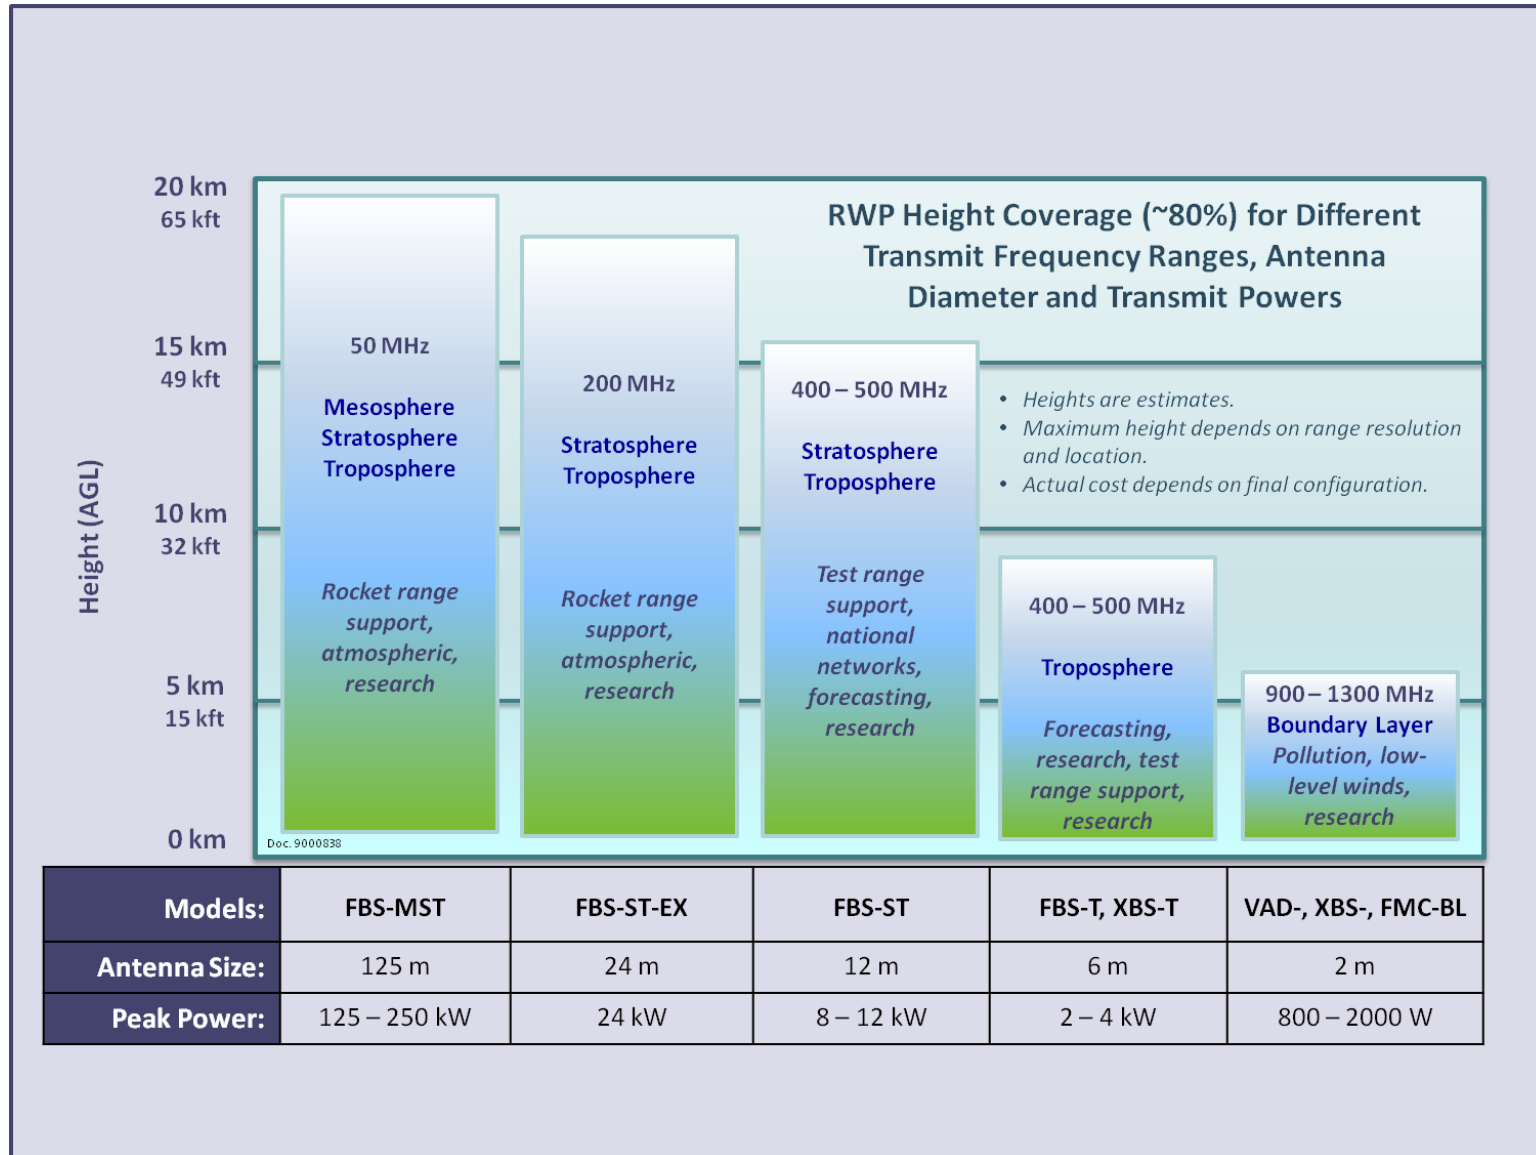 RWP Height Coverage (~80%) for Different
Transmit Frequency Ranges, Antenna
Diameter and Transmit Powers
Height (AGL)
20 km
65 kft
15 km
49 kft
10 km
32 kft
5 km
15 kft
0 km
50 MHz
Mesosphere
Stratosphere
Troposphere
Rocket range
support,
atmospheric,
research
200 MHz
Stratosphere
Troposphere
Rocket range
support,
atmospheric,
research
400 – 500 MHz
Stratosphere
Troposphere
Test range
support,
national
networks,
forecasting,
research
• Heights are estimates.
• Maximum height depends on range resolution
and location.
• Actual cost depends on final configuration.
400 – 500 MHz
Troposphere
Forecasting,
research, test
range support,
research
900 – 1300 MHz
Boundary Layer
Pollution, low-
level winds,
research
Doc. 9000838
Models: FBS-MST FBS-ST-EX FBS-ST FBS-T, XBS-T VAD-, XBS-, FMC-BL
Antenna Size: 125 m 24 m 12 m 6 m 2 m
Peak Power: 125 – 250 kW 24 kW 8 – 12 kW 2 – 4 kW 800 – 2000 W